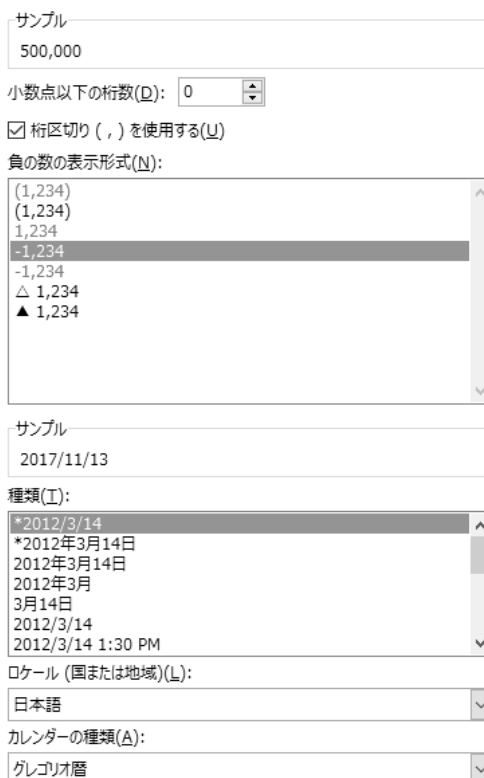 サンプル
500,000
小数点以下の桁数(D): 0
桁区切り ( , ) を使用する(U)
負の数の表示形式(N):
(1,234)
(1,234)
1,234
-1,234
-1,234
△ 1,234
▲ 1,234
サンプル
2017/11/13
種類(T):
*2012/3/14
*2012年3月14日
2012年3月14日
2012年3月
3月14日
2012/3/14
2012/3/14 1:30 PM
ロケール (国または地域)(L):
日本語
カレンダーの種類(A):
グレゴリオ暦